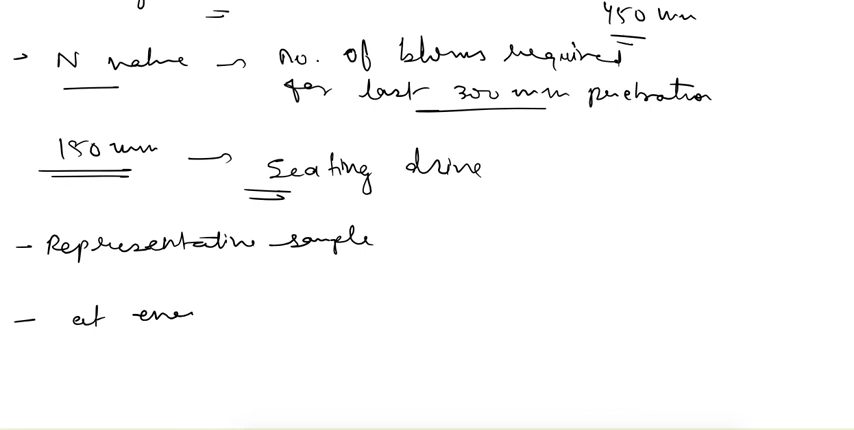 450 mm
→ N value → no. of blows required
for last 300 mm penetration
150 mm → Seating drive
- Representative sample
- at eve